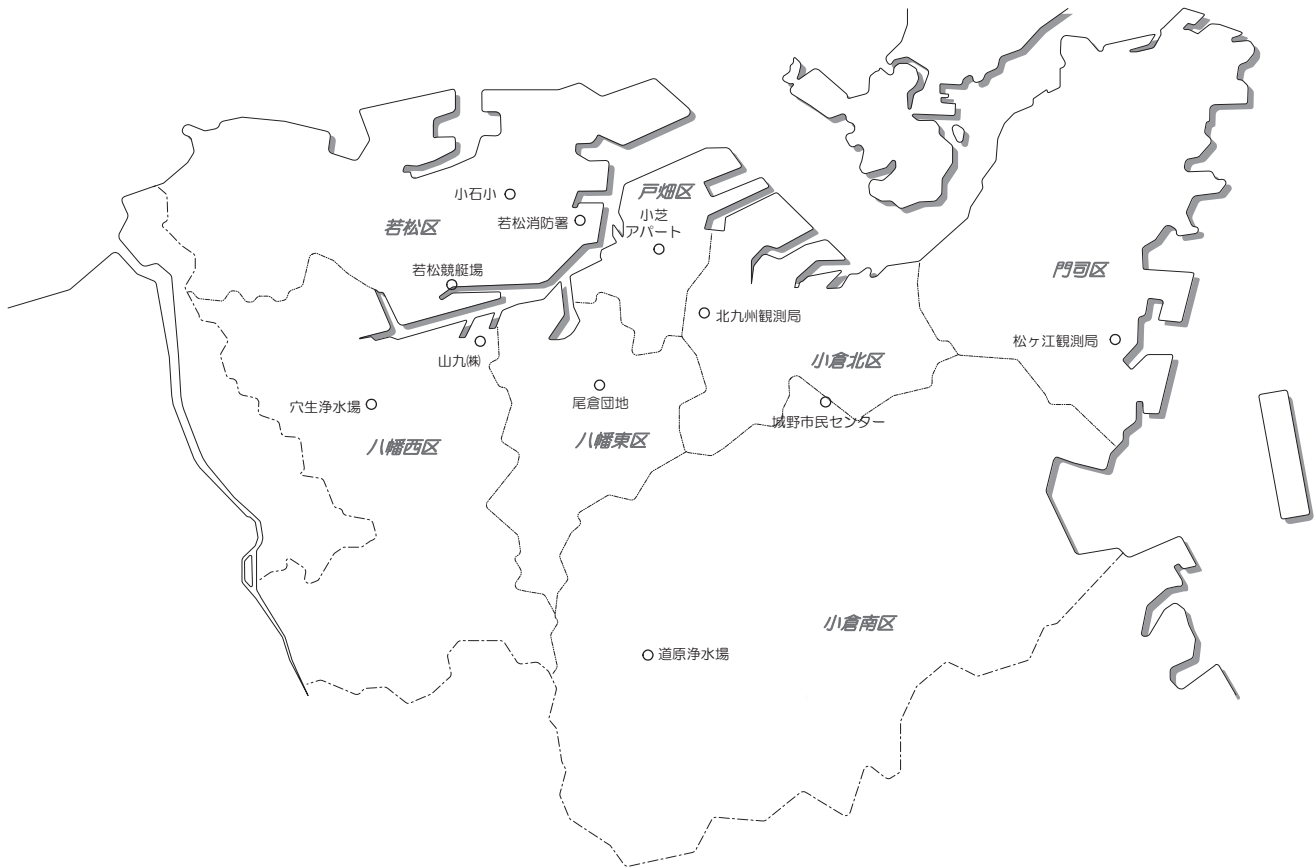 戸畑区
小石小
小芝
若松消防署
若松区
Nアパート
若松競艇場
門司区
北九州観測局
松ヶ江観測局
山九㈱
小倉北区
尾倉団地
穴生浄水場
城野市民センター
八幡東区
八幡西区
小倉南区
道原浄水場